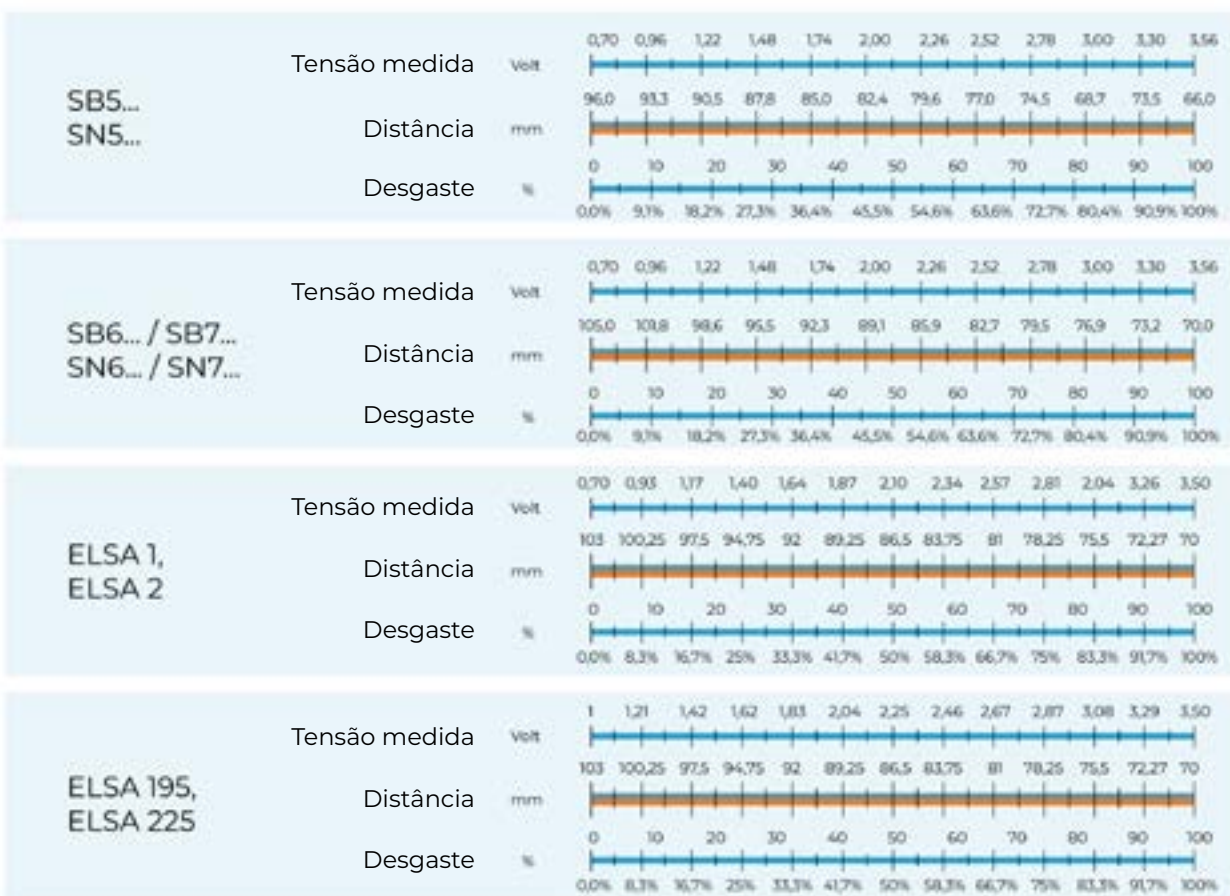 0,70 0,96 1,22 1,48 1,74 2,00 2,26 2,52 2,78 3,00 3,30 3,56
Tensão medida Volt
SB5...
SN5...
96,0 93,3 90,5 87,8 85,0 82,4 79,6 77,0 74,5 68,7 73,5 66,0
Distância mm
0 10 20 30 40 50 60 70 80 90 100
Desgaste %
0,0% 9,1% 18,2% 27,3% 36,4% 45,5% 54,6% 63,6% 72,7% 80,4% 90,9% 100%
0,70 0,96 1,22 1,48 1,74 2,00 2,26 2,52 2,78 3,00 3,30 3,56
Tensão medida Volt
SB6... / SB7...
SN6... / SN7...
105,0 101,8 98,6 95,5 92,3 89,1 85,9 82,7 79,5 76,9 73,2 70,0
Distância mm
0 10 20 30 40 50 60 70 80 90 100
Desgaste %
0,0% 9,1% 18,2% 27,3% 36,4% 45,5% 54,6% 63,6% 72,7% 80,4% 90,9% 100%
0,70 0,93 1,17 1,40 1,64 1,87 2,10 2,34 2,57 2,81 2,04 3,26 3,50
Tensão medida Volt
ELSA 1,
ELSA 2
103 100,25 97,5 94,75 92 89,25 86,5 83,75 81 78,25 75,5 72,27 70
Distância mm
0 10 20 30 40 50 60 70 80 90 100
Desgaste %
0,0% 8,3% 16,7% 25% 33,3% 41,7% 50% 58,3% 66,7% 75% 83,3% 91,7% 100%
1 1,21 1,42 1,62 1,83 2,04 2,25 2,46 2,67 2,87 3,08 3,29 3,50
Tensão medida Volt
ELSA 195,
ELSA 225
103 100,25 97,5 94,75 92 89,25 86,5 83,75 81 78,25 75,5 72,27 70
Distância mm
0 10 20 30 40 50 60 70 80 90 100
Desgaste %
0,0% 8,3% 16,7% 25% 33,3% 41,7% 50% 58,3% 66,7% 75% 83,3% 91,7% 100%